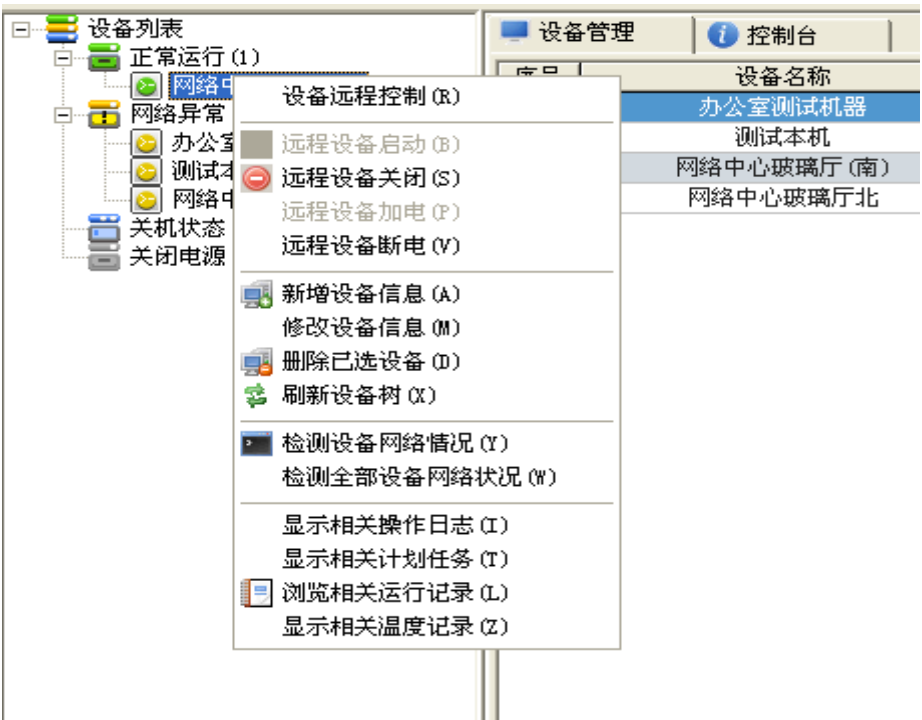 设备列表
正常运行(1)
网络中
网络异常
办公室
测试本
网络中
关机状态
关闭电源
设备管理
控制台
设备名称
办公室测试机器
测试本机
网络中心玻璃厅(南)
网络中心玻璃厅北
设备远程控制(R)
远程设备启动(B)
远程设备关闭(S)
远程设备加电(P)
远程设备断电(V)
新增设备信息(A)
修改设备信息(M)
删除已选设备(D)
刷新设备树(X)
检测设备网络情况(Y)
检测全部设备网络状况(W)
显示相关操作日志(I)
显示相关计划任务(T)
浏览相关运行记录(L)
显示相关温度记录(Z)